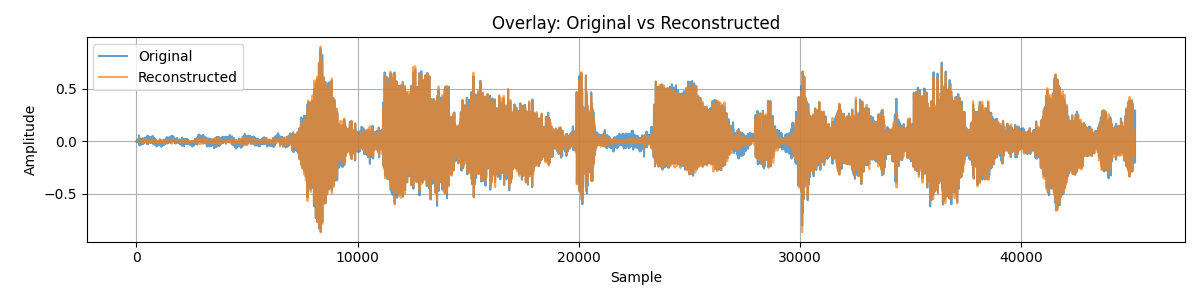 Overlay: Original vs Reconstructed
Original
Reconstructed
Amplitude
0.5
0.0
−0.5
0 10000 20000 30000 40000
Sample